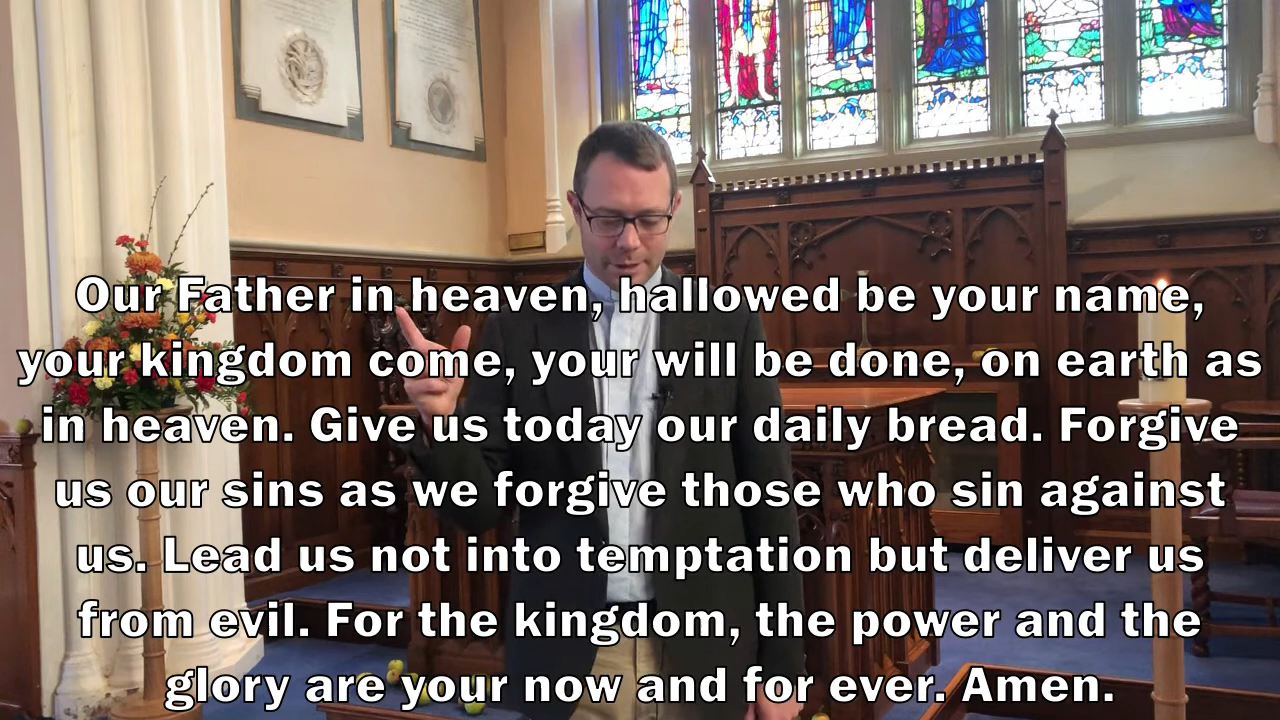 Our Father in heaven, hallowed be your name,
your kingdom come, your will be done, on earth as
in heaven. Give us today our daily bread. Forgive
us our sins as we forgive those who sin against
us. Lead us not into temptation but deliver us
from evil. For the kingdom, the power and the
glory are your now and for ever. Amen.